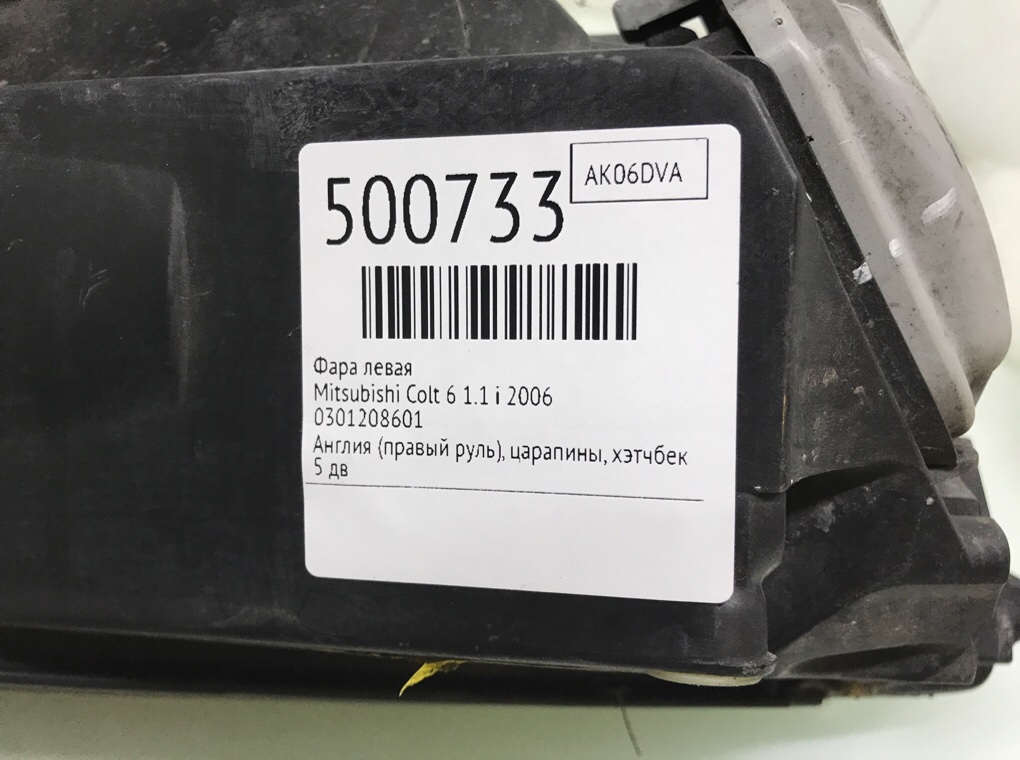 500733
AK06DVA
Фара левая
Mitsubishi Colt 6 1.1 i 2006
0301208601
Англия (правый руль), царапины, хэтчбек
5 дв